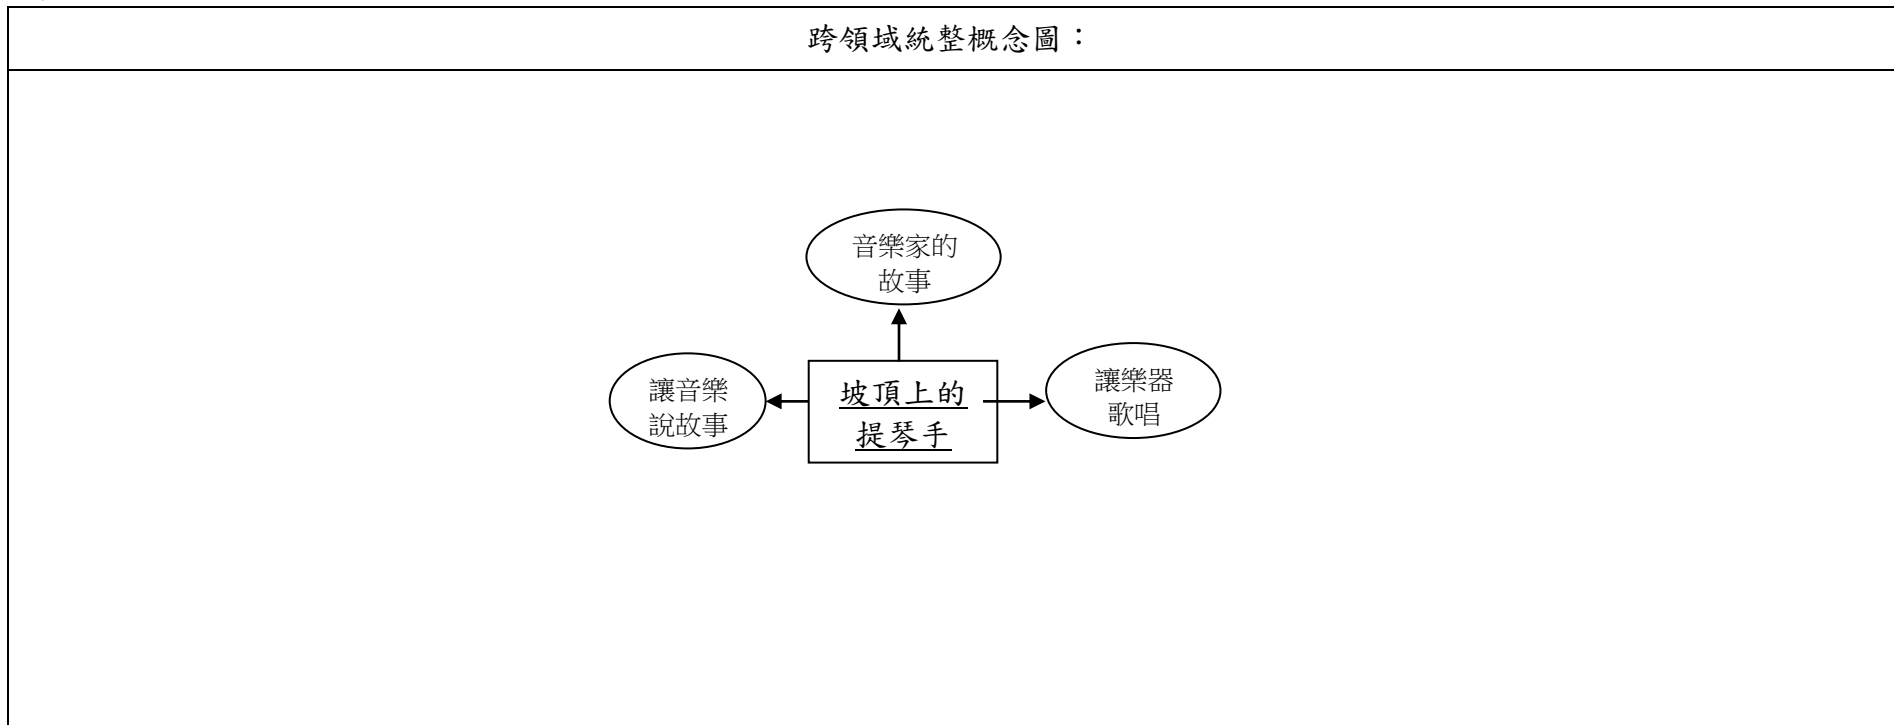 跨領域統整概念圖：
音樂家的
故事
讓音樂
說故事
坡頂上的
提琴手
讓樂器
歌唱